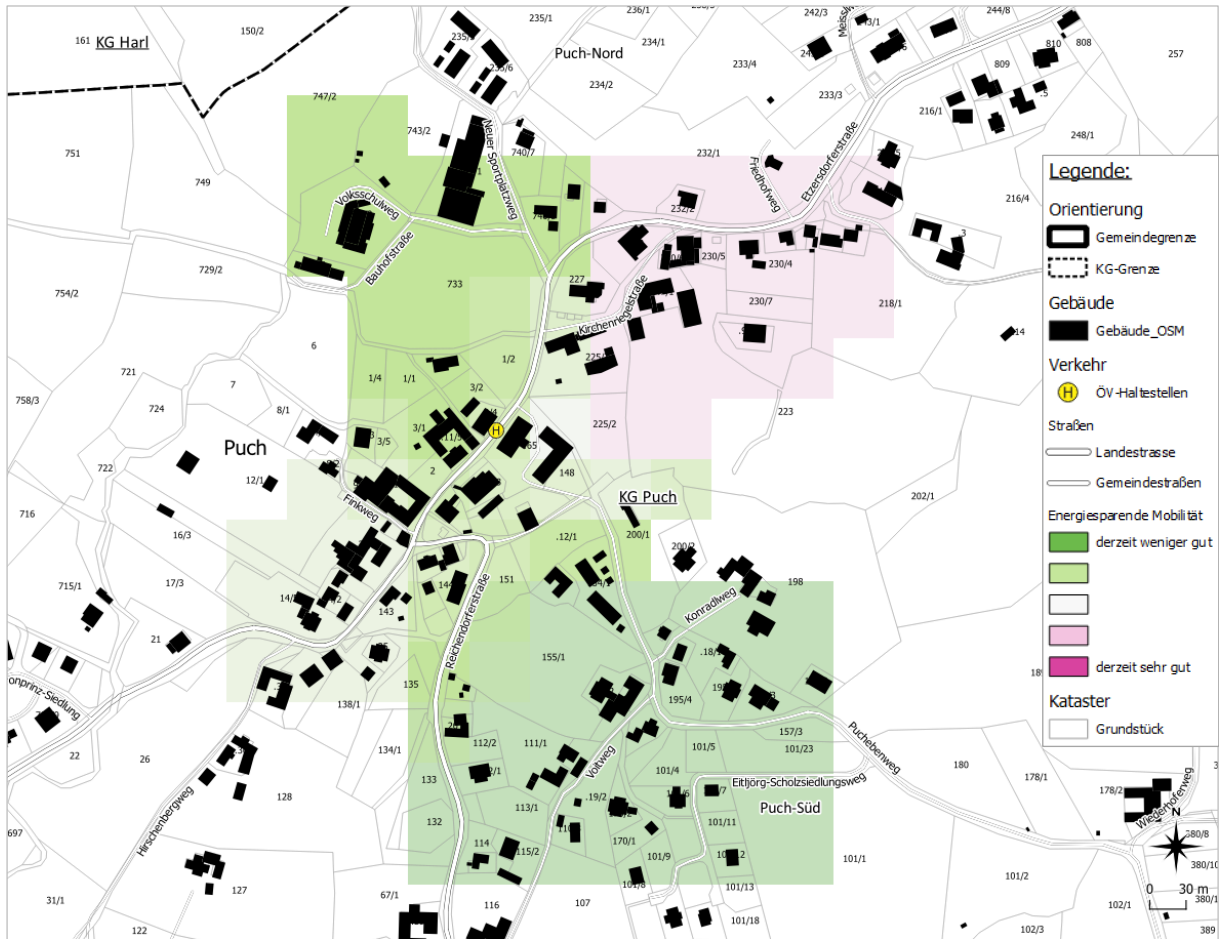 161 KG Harl
150/2
235/1
236/1
234/1
242/3
Puch-Nord
234/2
233/4
233/3
244/8
810
808
809
257
216/1
248/1
751
749
747/2
743/2
740/7
Neuer Sportplatzweg
232/1
Friedhofweg
Etzersdorferstraße
216/4
Volksschulweg
Bauhofstraße
232/2
729/2
754/2
733
227
230/5
230/4
230/7
218/1
Kirchenriegelstraße
6
721
758/3
724
7
8/1
1/4
1/1
1/2
3/2
3/1
3/5
225/2
223
Puch
722
12/1
2
148
KG Puch
202/1
716
16/3
Finkweg
.12/1
200/1
200/2
715/1
17/3
151
143
198
Konradlweg
21
Reichendorferstraße
155/1
135
195/4
138/1
22
26
134/1
112/2
111/1
Voitweg
101/5
157/3
101/23
Puchebenweg
133
101/4
Eitljörg-Scholzsiedlungsweg
180
178/1
178/2
Hirschenbergweg
128
132
113/1
.19/2
Puch-Süd
Wiederhoferweg
697
114
115/2
170/1
101/9
101/11
101/1
380/8
127
101/8
101/13
101/2
31/1
67/1
122
116
107
101/18
102/3
102/1
389
Legende:
Orientierung
Gemeindegrenze
KG-Grenze
Gebäude
Gebäude_OSM
Verkehr
H ÖV-Haltestellen
Straßen
Landestrasse
Gemeindestraßen
Energiesparende Mobilität
derzeit weniger gut
derzeit sehr gut
Kataster
Grundstück
N
0 30 m